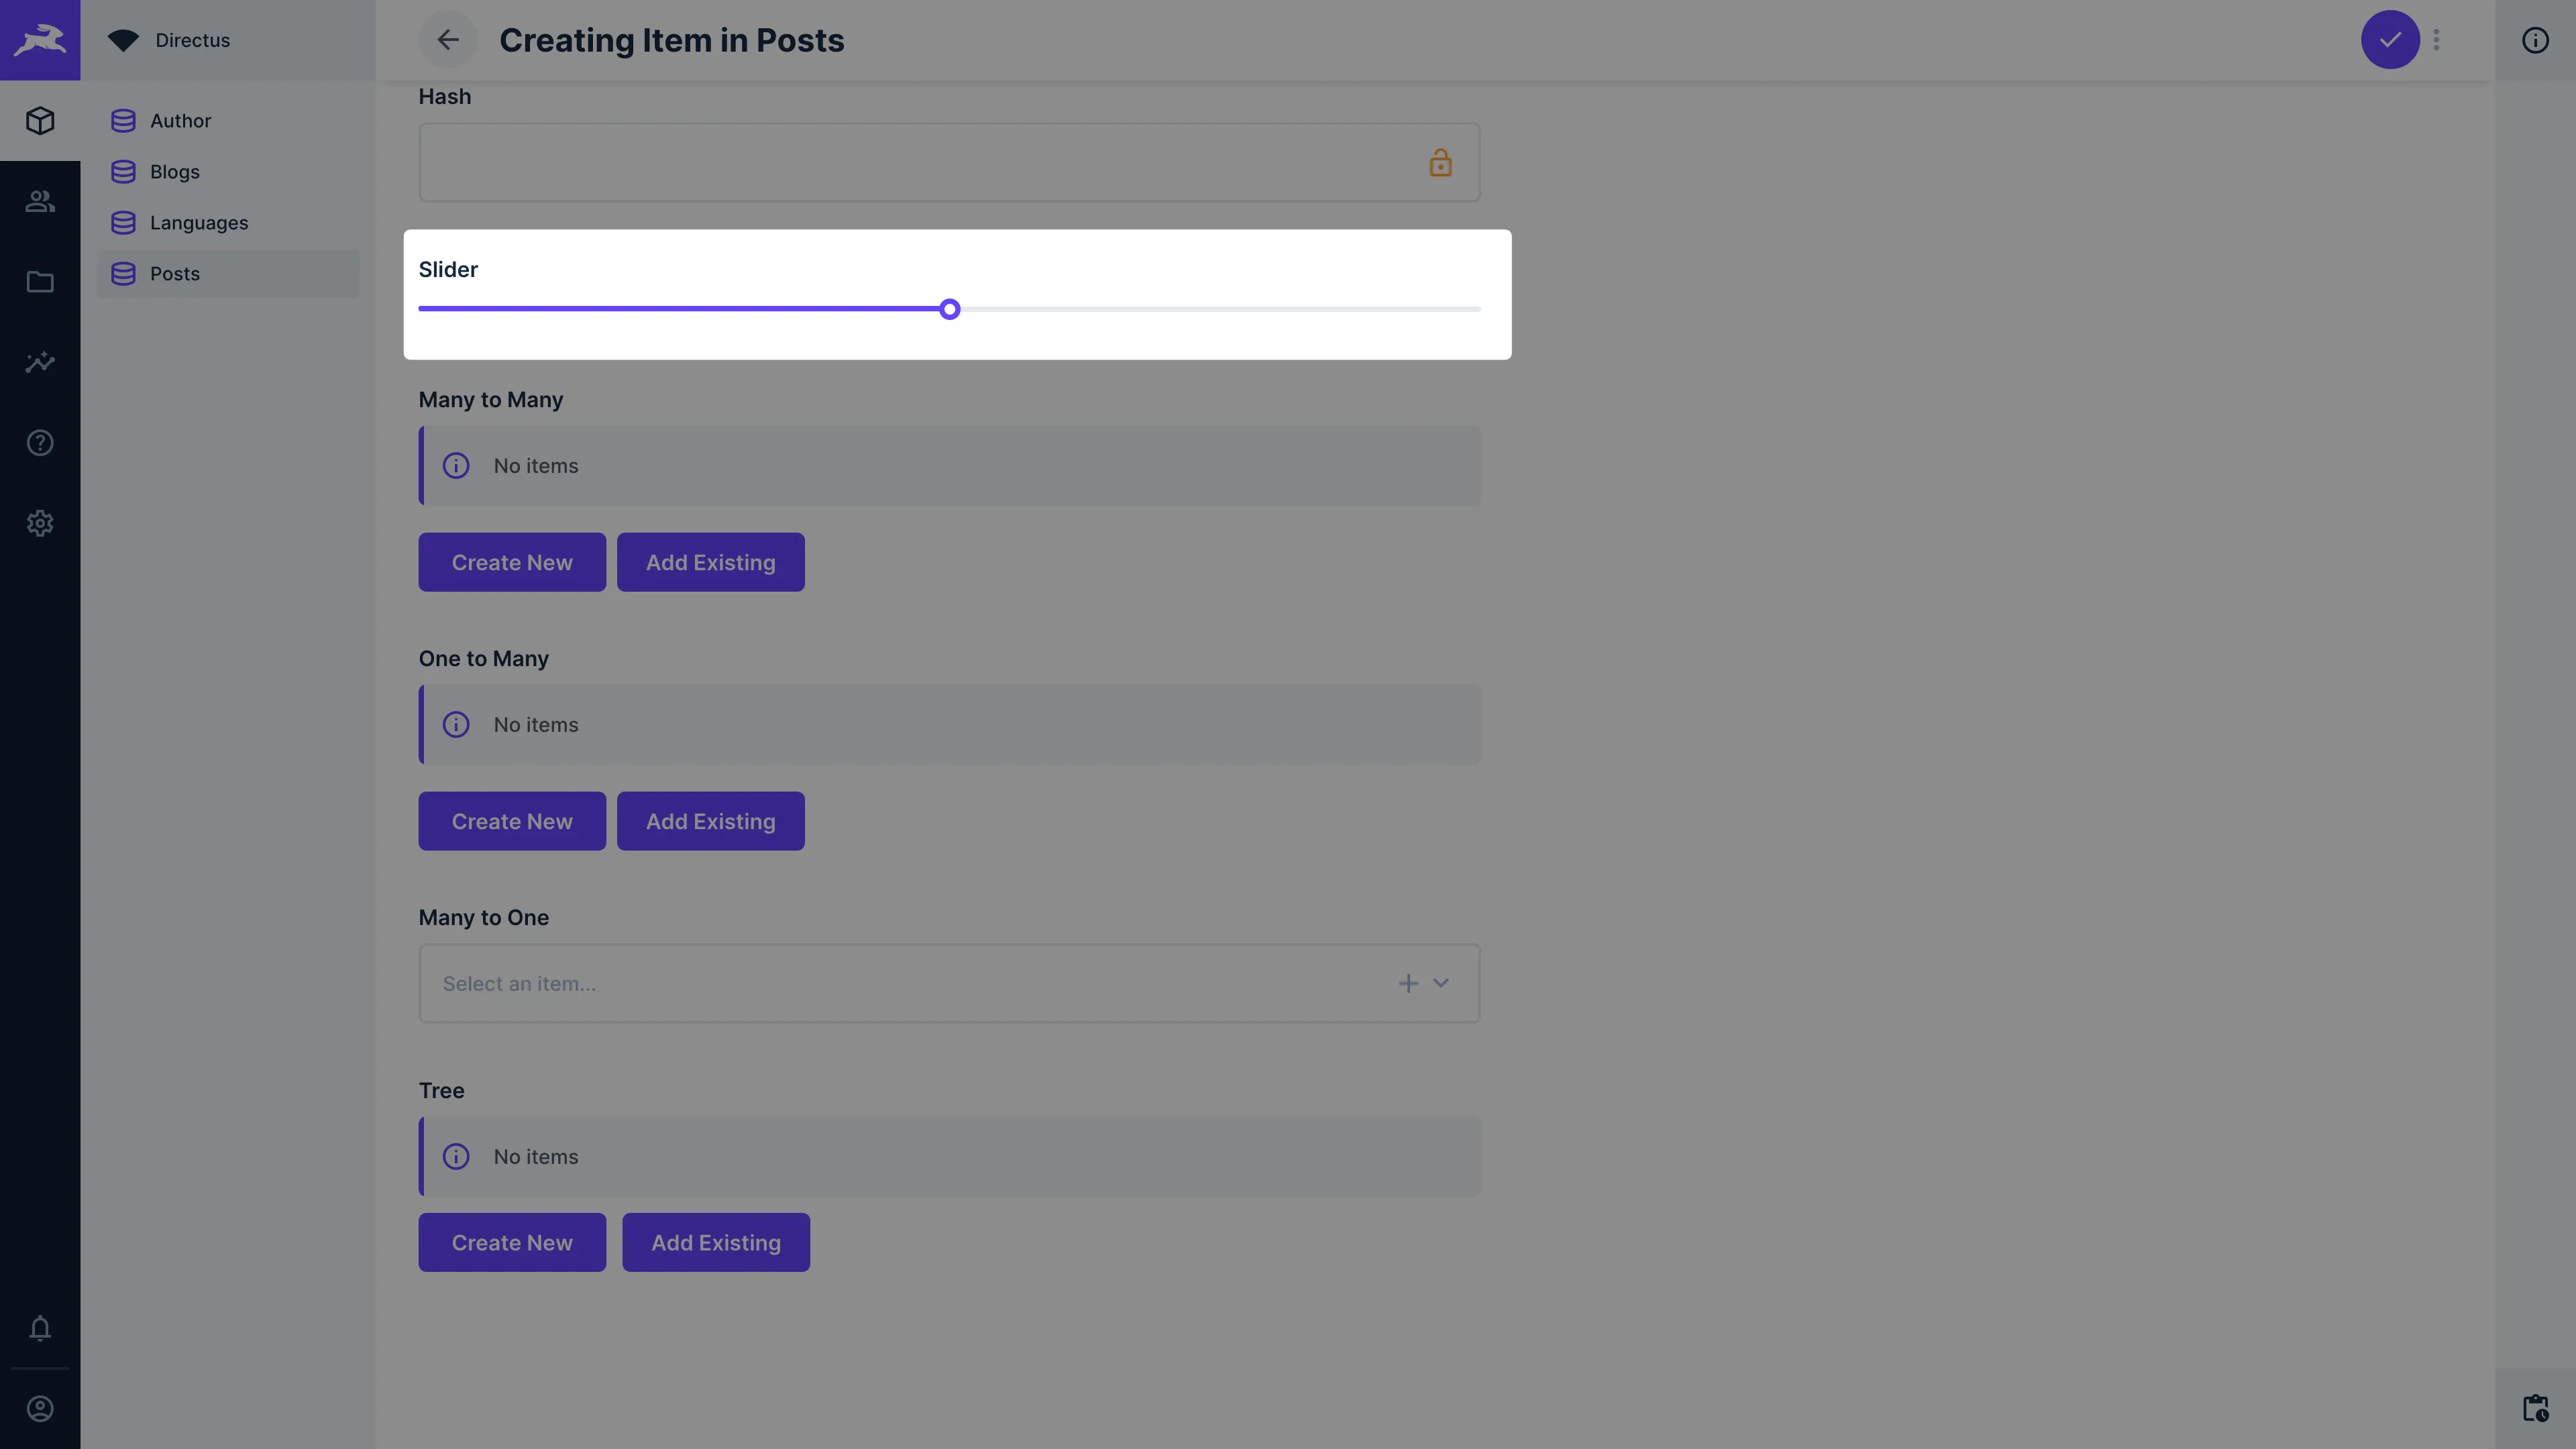 Directus
Creating Item in Posts
Author
Blogs
Languages
Posts
Hash
Slider
Many to Many
No items
Create New
Add Existing
One to Many
No items
Create New
Add Existing
Many to One
Select an item...
Tree
No items
Create New
Add Existing